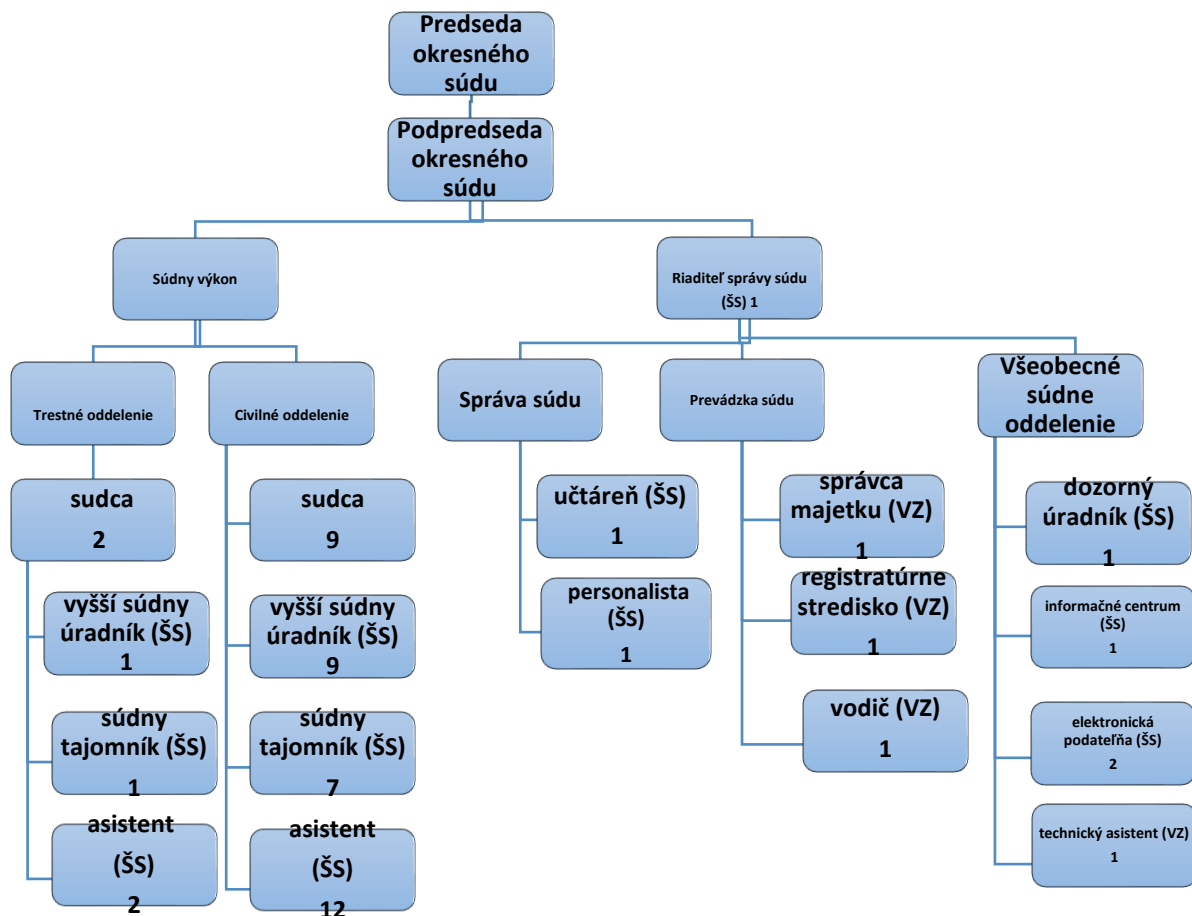 Predseda
okresného
súdu
Podpredseda
okresného
súdu
Súdny výkon
Riaditeľ správy súdu
(ŠS) 1
Trestné oddelenie
Civilné oddelenie
Správa súdu
Prevádzka súdu
Všeobecné
súdne
oddelenie
sudca
2
vyšší súdny
úradník (ŠS)
1
súdny
tajomník (ŠS)
1
asistent
(ŠS)
2
sudca
9
vyšší súdny
úradník (ŠS)
9
súdny
tajomník (ŠS)
7
asistent
(ŠS)
12
učtáreň (ŠS)
1
personalista
(ŠS)
1
správca
majetku (VZ)
1
registratúrne
stredisko (VZ)
1
vodič (VZ)
1
dozorný
úradník (ŠS)
1
informačné centrum
(ŠS)
1
elektronická
podateľňa (ŠS)
2
technický asistent (VZ)
1